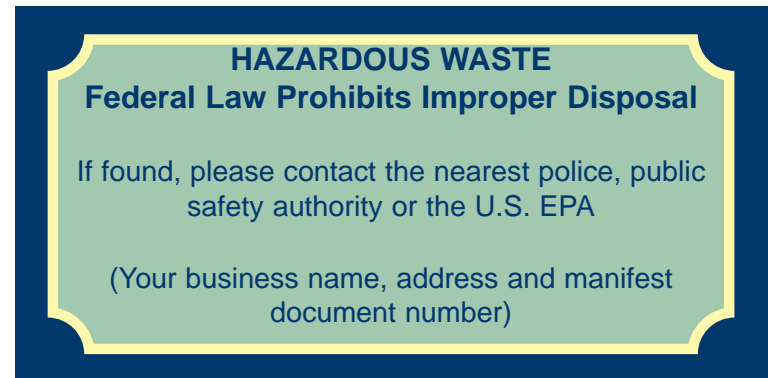 HAZARDOUS WASTE
Federal Law Prohibits Improper Disposal
If found, please contact the nearest police, public
safety authority or the U.S. EPA
(Your business name, address and manifest
document number)